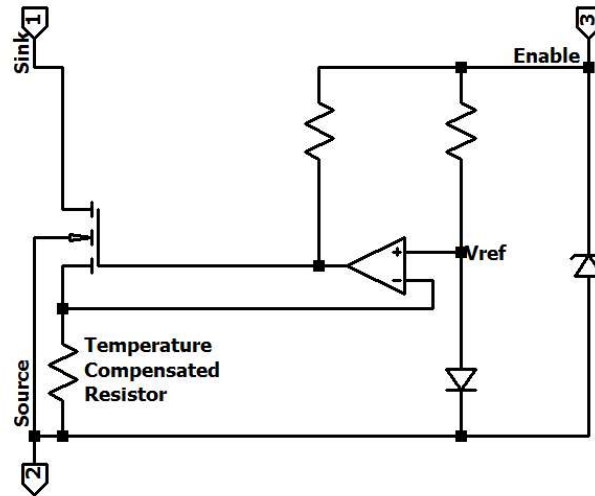 1
3
Sink
Enable
+
Vref
−
Temperature
Compensated
Resistor
Source
2